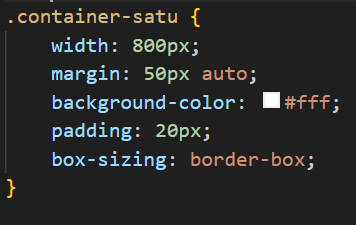 .container-satu {
width: 800px;
margin: 50px auto;
background-color: #fff;
padding: 20px;
box-sizing: border-box;
}